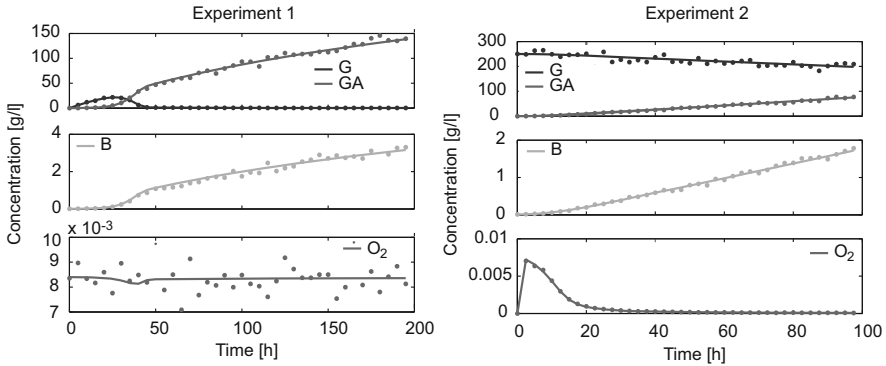 Experiment 1
Experiment 2
Concentration [g/l]
150
100
50
0
G
GA
4
2
0
B
x 10⁻³
10
9
8
7
O₂
0 50 100 150 200
Time [h]
Concentration [g/l]
300
200
100
0
G
GA
2
1
0
B
0.01
0.005
0
O₂
0 20 40 60 80 100
Time [h]